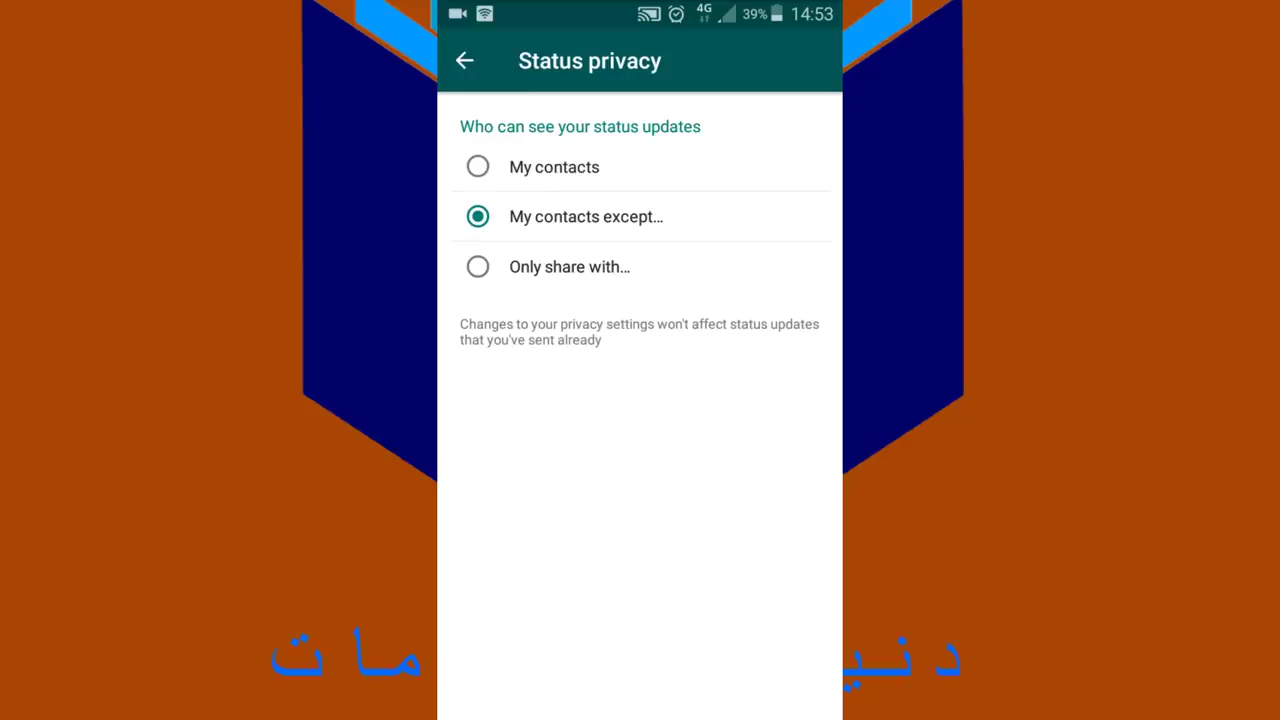 4G 39% 14:53
Status privacy
Who can see your status updates
My contacts
My contacts except...
Only share with...
Changes to your privacy settings won't affect status updates
that you've sent already